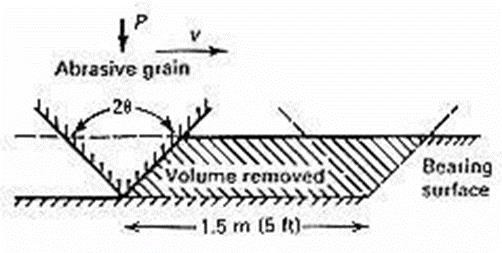 P
v
Abrasive grain
2θ
Volume removed
Bearing
surface
1.5 m (5 ft)